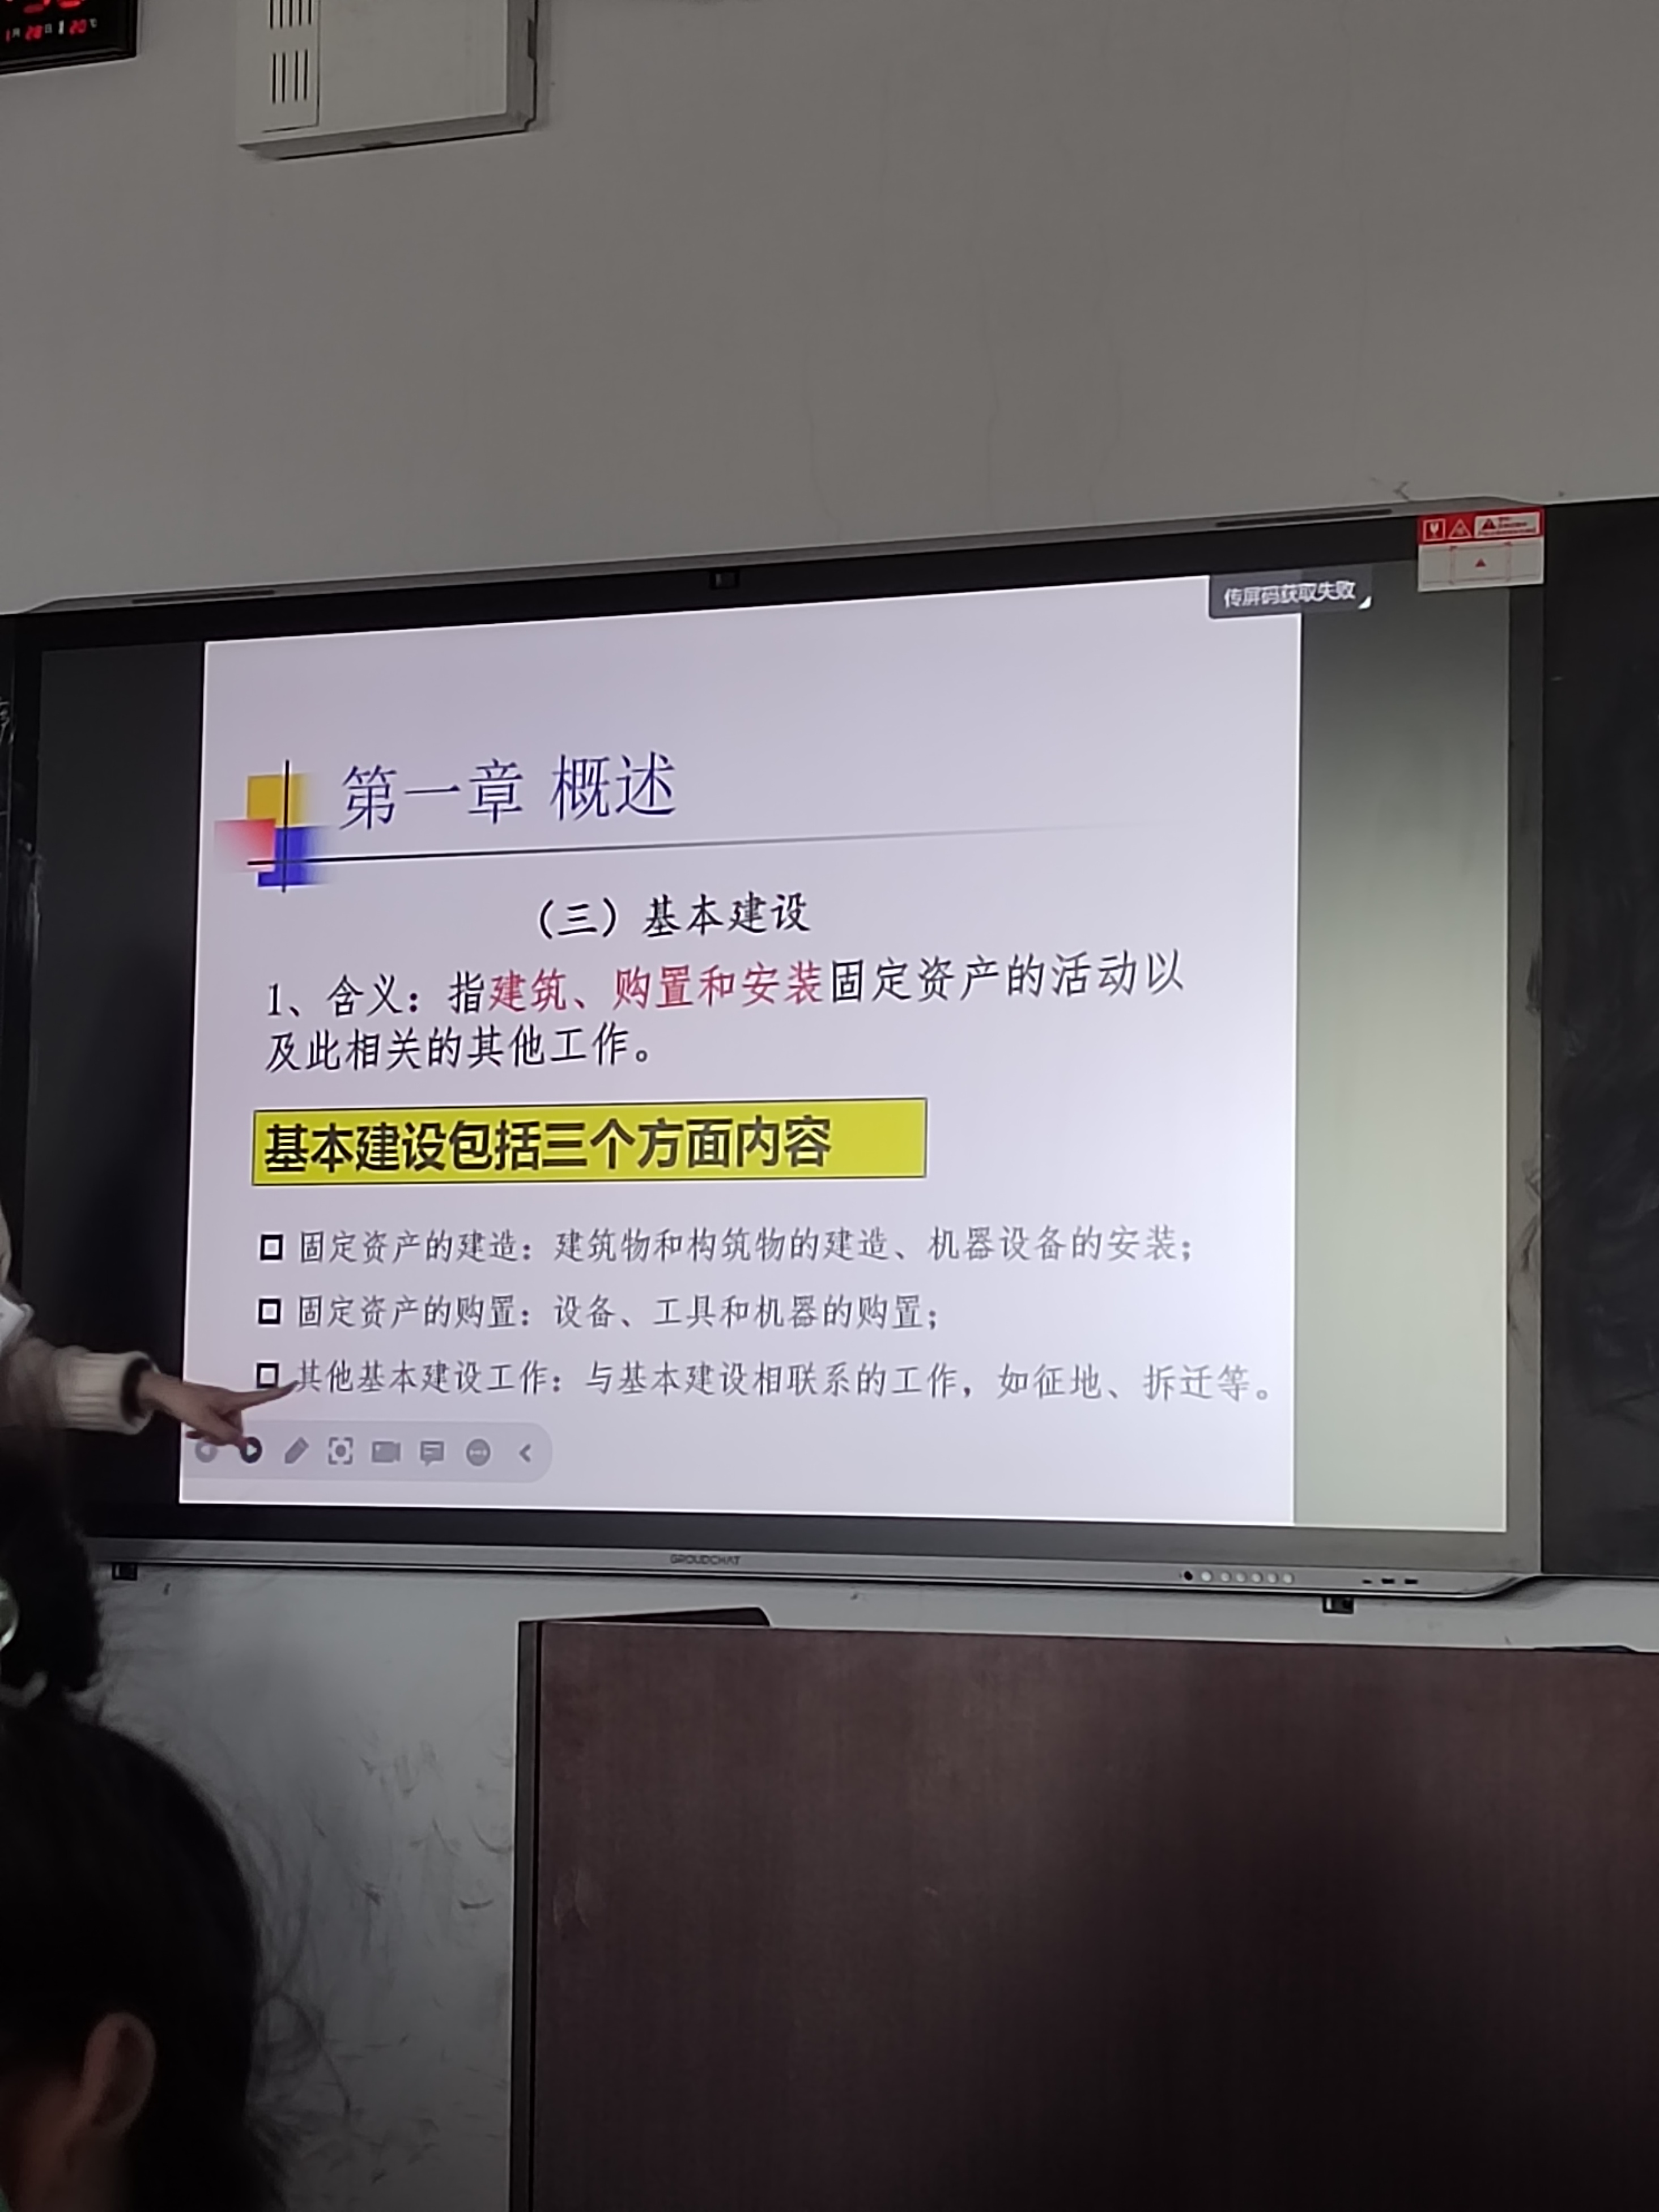 1月28日 120℃
传屏码获取失败
第一章 概述
（三）基本建设
1、含义：指建筑、购置和安装固定资产的活动以
及此相关的其他工作。
基本建设包括三个方面内容
固定资产的建造：建筑物和构筑物的建造、机器设备的安装；
固定资产的购置：设备、工具和机器的购置；
其他基本建设工作：与基本建设相联系的工作，如征地、拆迁等。
GROUDCHAT